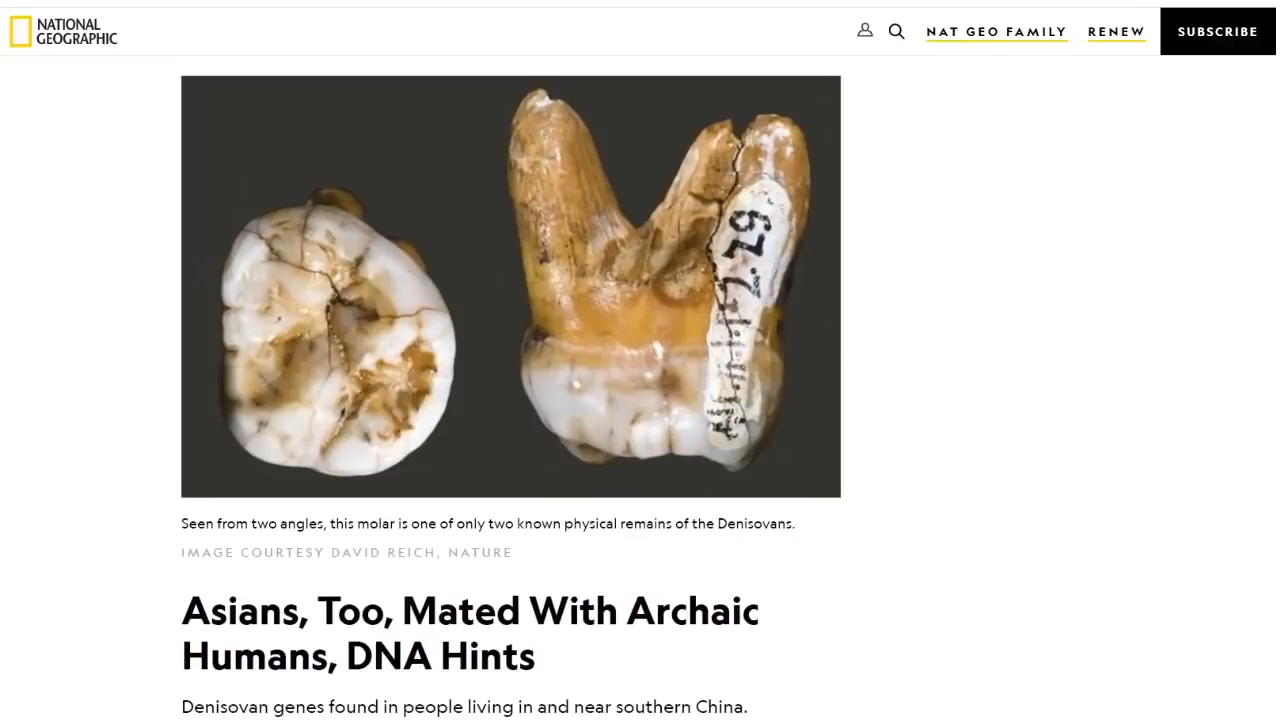 NATIONAL
GEOGRAPHIC
NAT GEO FAMILY
RENEW
SUBSCRIBE
Seen from two angles, this molar is one of only two known physical remains of the Denisovans.
IMAGE COURTESY DAVID REICH, NATURE
Asians, Too, Mated With Archaic
Humans, DNA Hints
Denisovan genes found in people living in and near southern China.